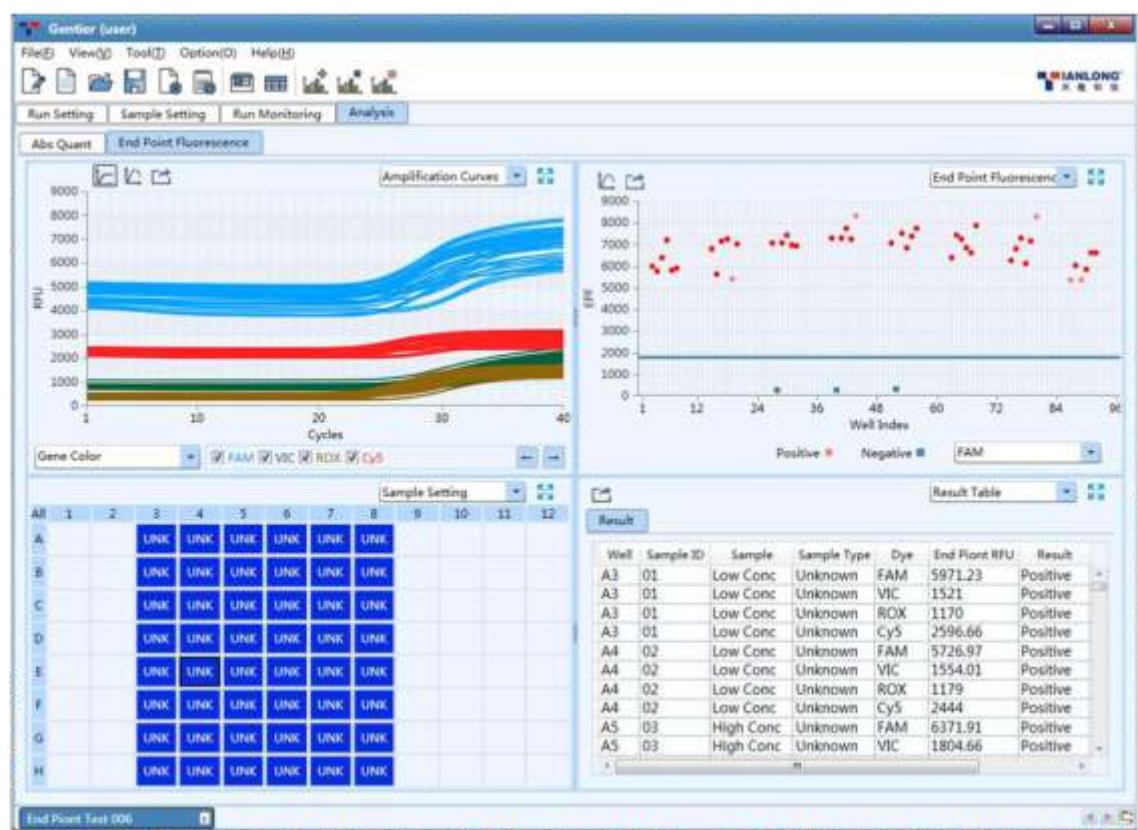 Gentier (user)
File(F) View(V) Tool(T) Option(O) Help(H)
TIANLONG
天隆科技
Run Setting Sample Setting Run Monitoring Analysis
Abs Quant End Point Fluorescence
Amplification Curves
9000
8000
7000
6000
5000
4000
3000
2000
1000
0
RFU
1 10 20 30 40
Cycles
Gene Color FAM VIC ROX Cy5
End Point Fluorescenc
9000
8000
7000
6000
5000
4000
3000
2000
1000
0
EPF
1 12 24 36 48 60 72 84 96
Well Index
Positive Negative FAM
Sample Setting
All 1 2 3 4 5 6 7 8 9 10 11 12
A UNK UNK UNK UNK UNK UNK
B UNK UNK UNK UNK UNK UNK
C UNK UNK UNK UNK UNK UNK
D UNK UNK UNK UNK UNK UNK
E UNK UNK UNK UNK UNK UNK
F UNK UNK UNK UNK UNK UNK
G UNK UNK UNK UNK UNK UNK
H UNK UNK UNK UNK UNK UNK
Result Table
Result
Well Sample ID Sample Sample Type Dye End Piont RFU Result
A3 01 Low Conc Unknown FAM 5971.23 Positive
A3 01 Low Conc Unknown VIC 1521 Positive
A3 01 Low Conc Unknown ROX 1170 Positive
A3 01 Low Conc Unknown Cy5 2596.66 Positive
A4 02 Low Conc Unknown FAM 5726.97 Positive
A4 02 Low Conc Unknown VIC 1554.01 Positive
A4 02 Low Conc Unknown ROX 1179 Positive
A4 02 Low Conc Unknown Cy5 2444 Positive
A5 03 High Conc Unknown FAM 6371.91 Positive
A5 03 High Conc Unknown VIC 1804.66 Positive
End Piont Test 006